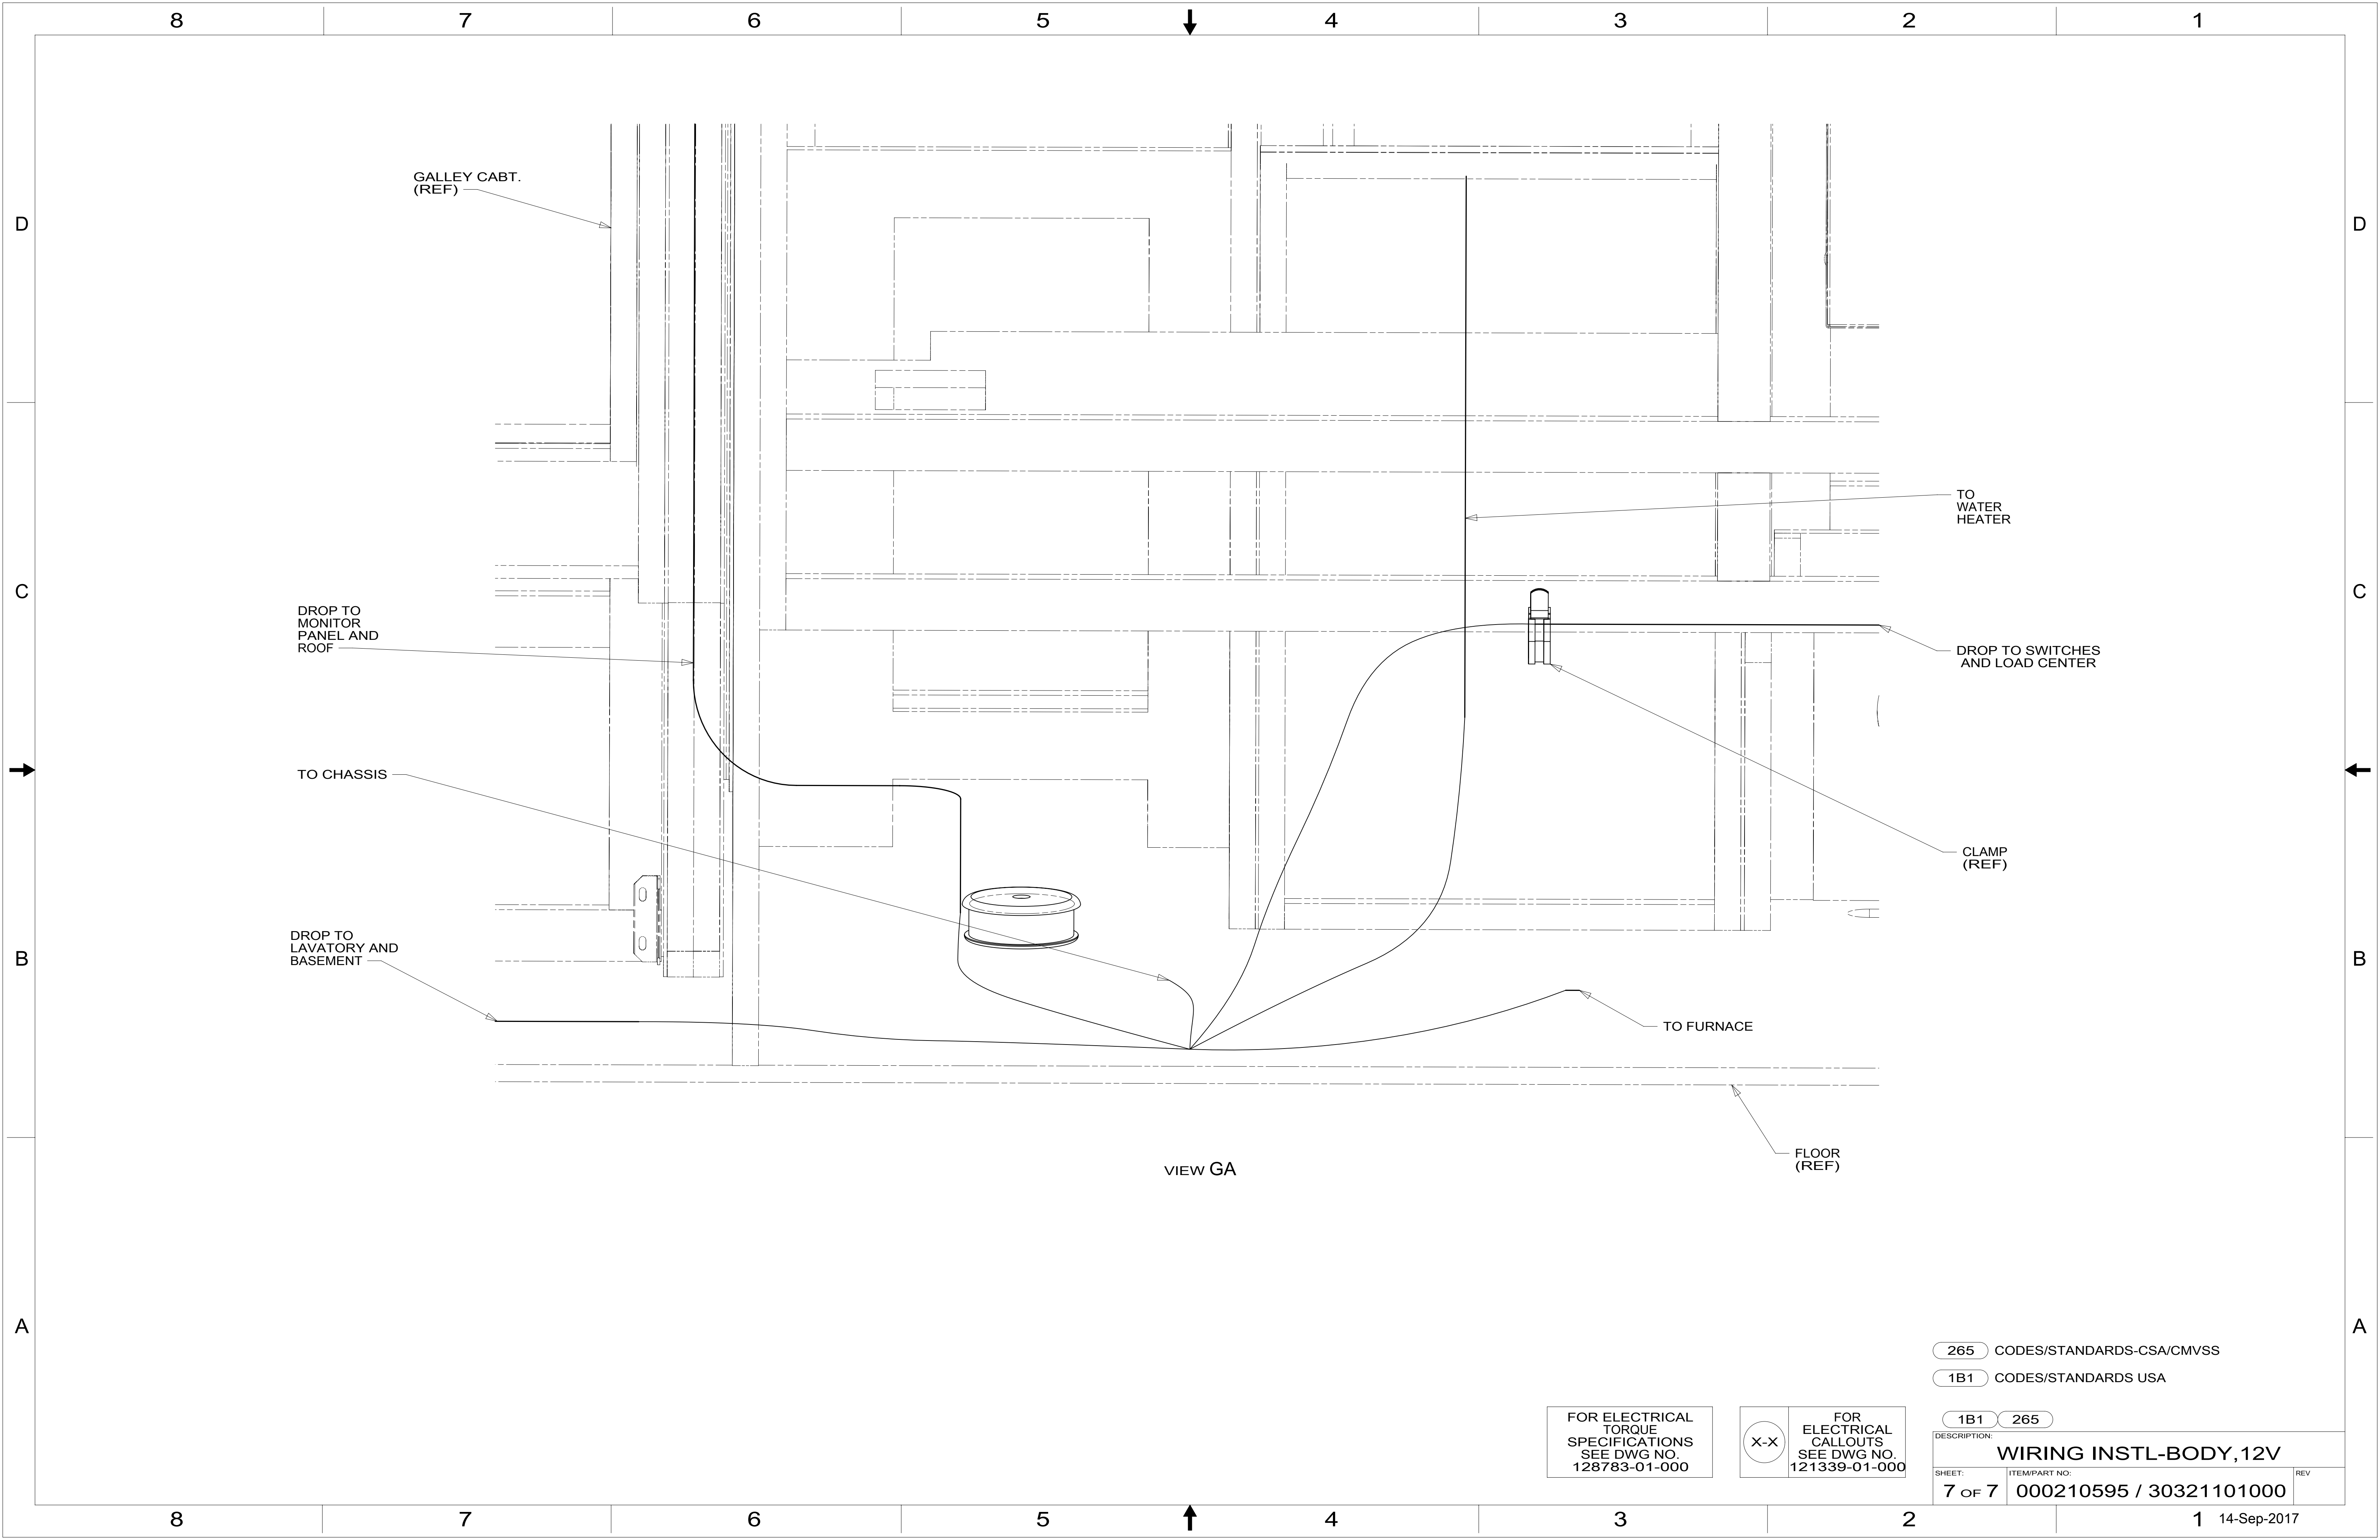 8 7 6 5 4 3 2 1
D D
GALLEY CABT.
(REF)
TO
WATER
HEATER
C C
DROP TO
MONITOR
PANEL AND
ROOF
DROP TO SWITCHES
AND LOAD CENTER
TO CHASSIS
CLAMP
(REF)
DROP TO
LAVATORY AND
BASEMENT
B B
TO FURNACE
FLOOR
(REF)
VIEW GA
A A
265 CODES/STANDARDS-CSA/CMVSS
1B1 CODES/STANDARDS USA
FOR ELECTRICAL
TORQUE
SPECIFICATIONS
SEE DWG NO.
128783-01-000
X-X
FOR
ELECTRICAL
CALLOUTS
SEE DWG NO.
121339-01-000
1B1 265
DESCRIPTION:
WIRING INSTL-BODY,12V
SHEET: ITEM/PART NO: REV
7 OF 7 000210595 / 30321101000
8 7 6 5 4 3 2 1 14-Sep-2017